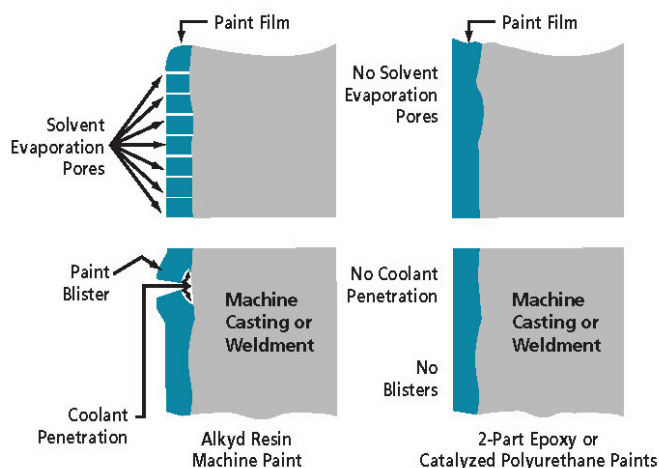 Paint Film
Solvent
Evaporation
Pores
Paint Film
No Solvent
Evaporation
Pores
Paint
Blister
Machine
Casting or
Weldment
Coolant
Penetration
Alkyd Resin
Machine Paint
No Coolant
Penetration
Machine
Casting or
Weldment
No
Blisters
2-Part Epoxy or
Catalyzed Polyurethane Paints